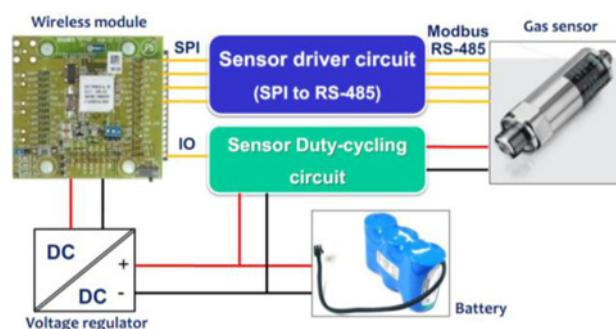 Wireless module
Gas sensor
SPI
Sensor driver circuit
(SPI to RS-485)
Modbus
RS-485
IO
Sensor Duty-cycling
circuit
DC
+
DC
-
Voltage regulator
Battery